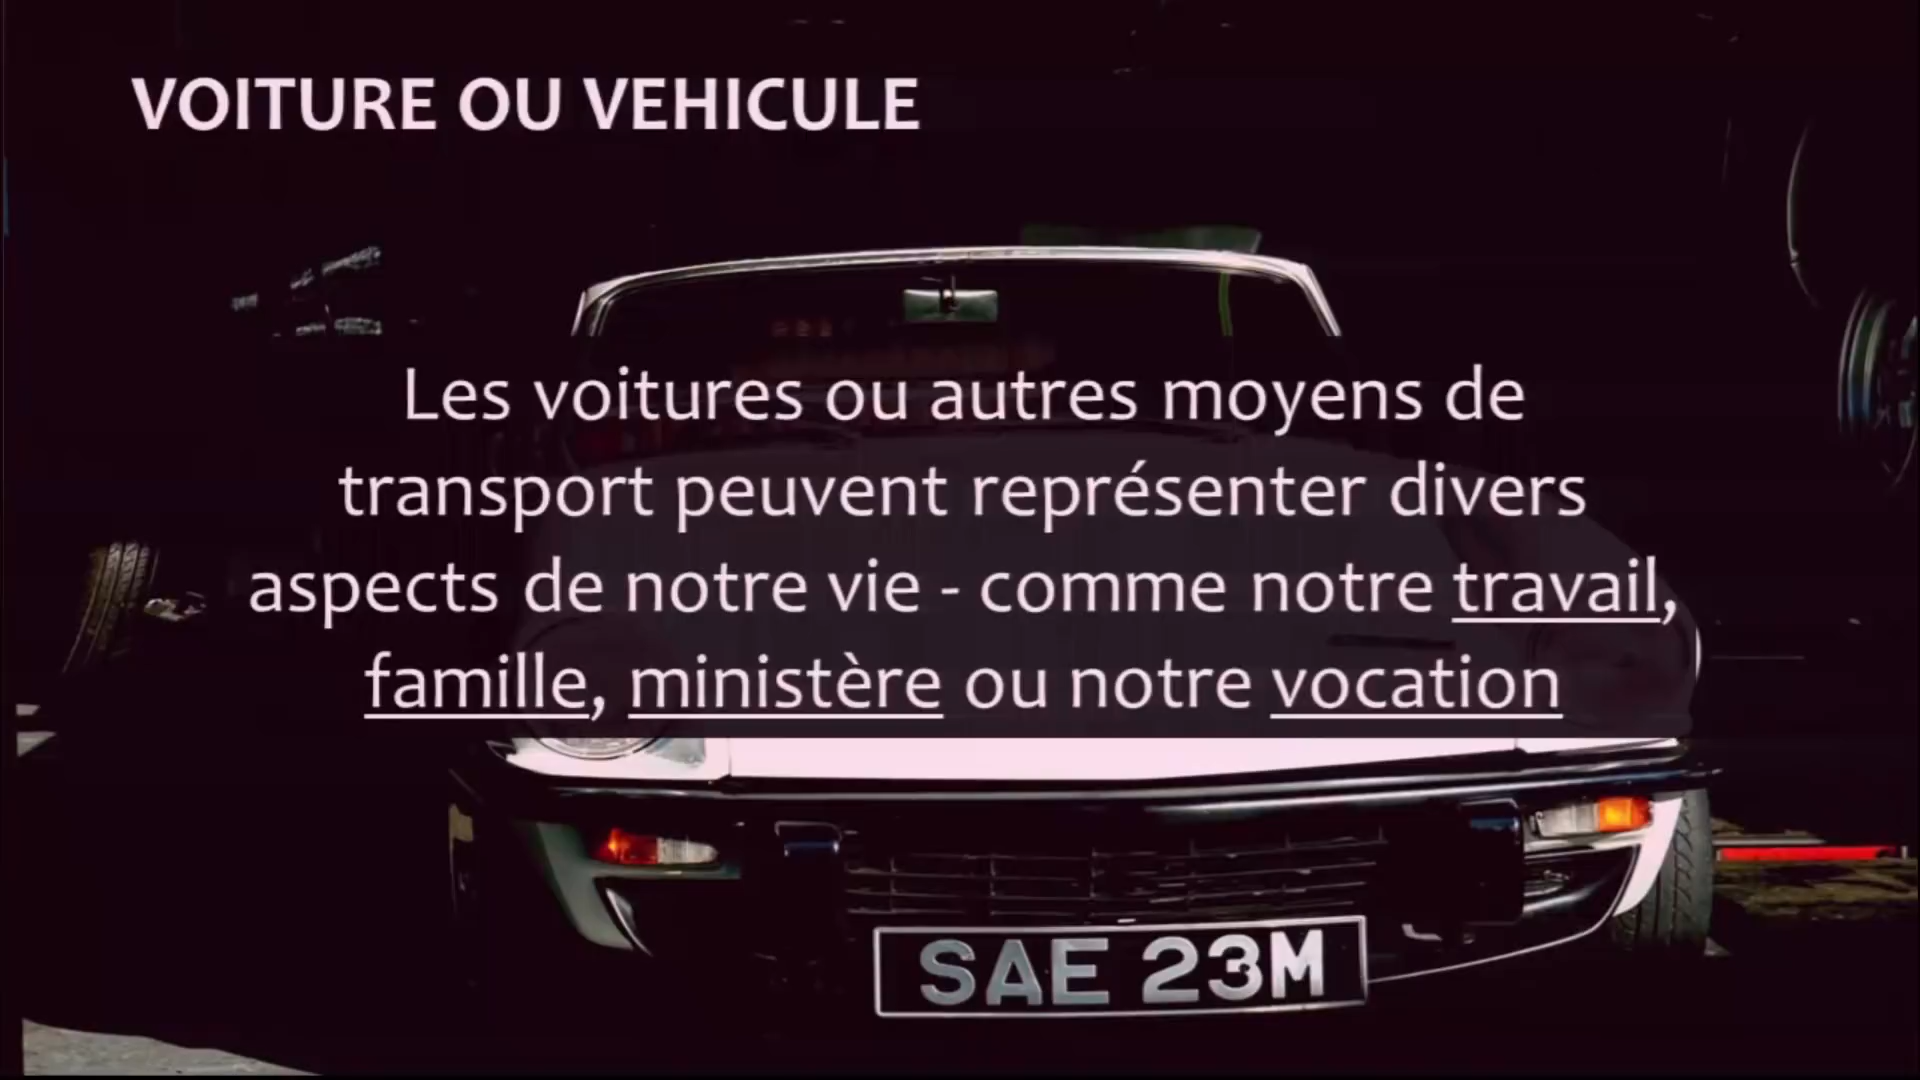 VOITURE OU VEHICULE
Les voitures ou autres moyens de
transport peuvent représenter divers
aspects de notre vie - comme notre travail,
famille, ministère ou notre vocation
SAE 23M